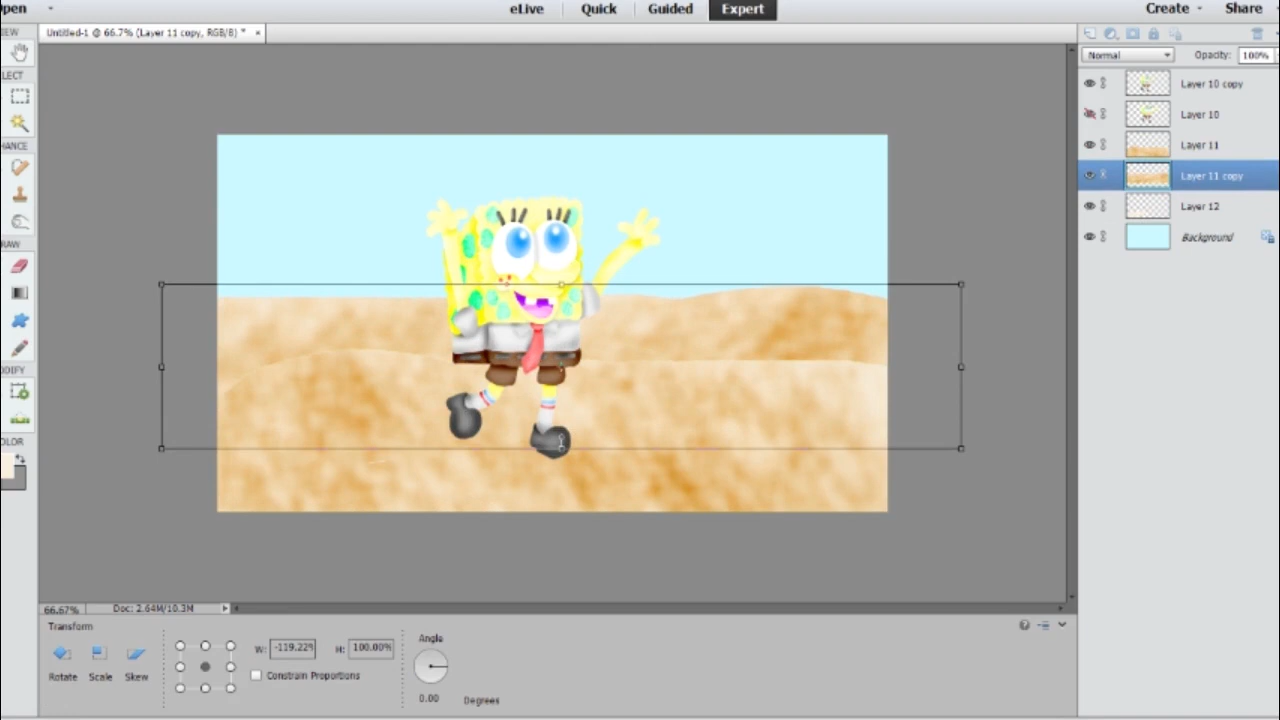 Open eLive Quick Guided Expert Create Share
VIEW
Untitled-1 @ 66.7% (Layer 11 copy, RGB/8) * ×
Normal Opacity: 100%
Layer 10 copy
Layer 10
Layer 11
Layer 11 copy
Layer 12
Background
66.67% Doc: 2.64M/10.3M
Transform
Rotate Scale Skew
W: -119.22% H: 100.00%
Constrain Proportions
Angle
0.00 Degrees